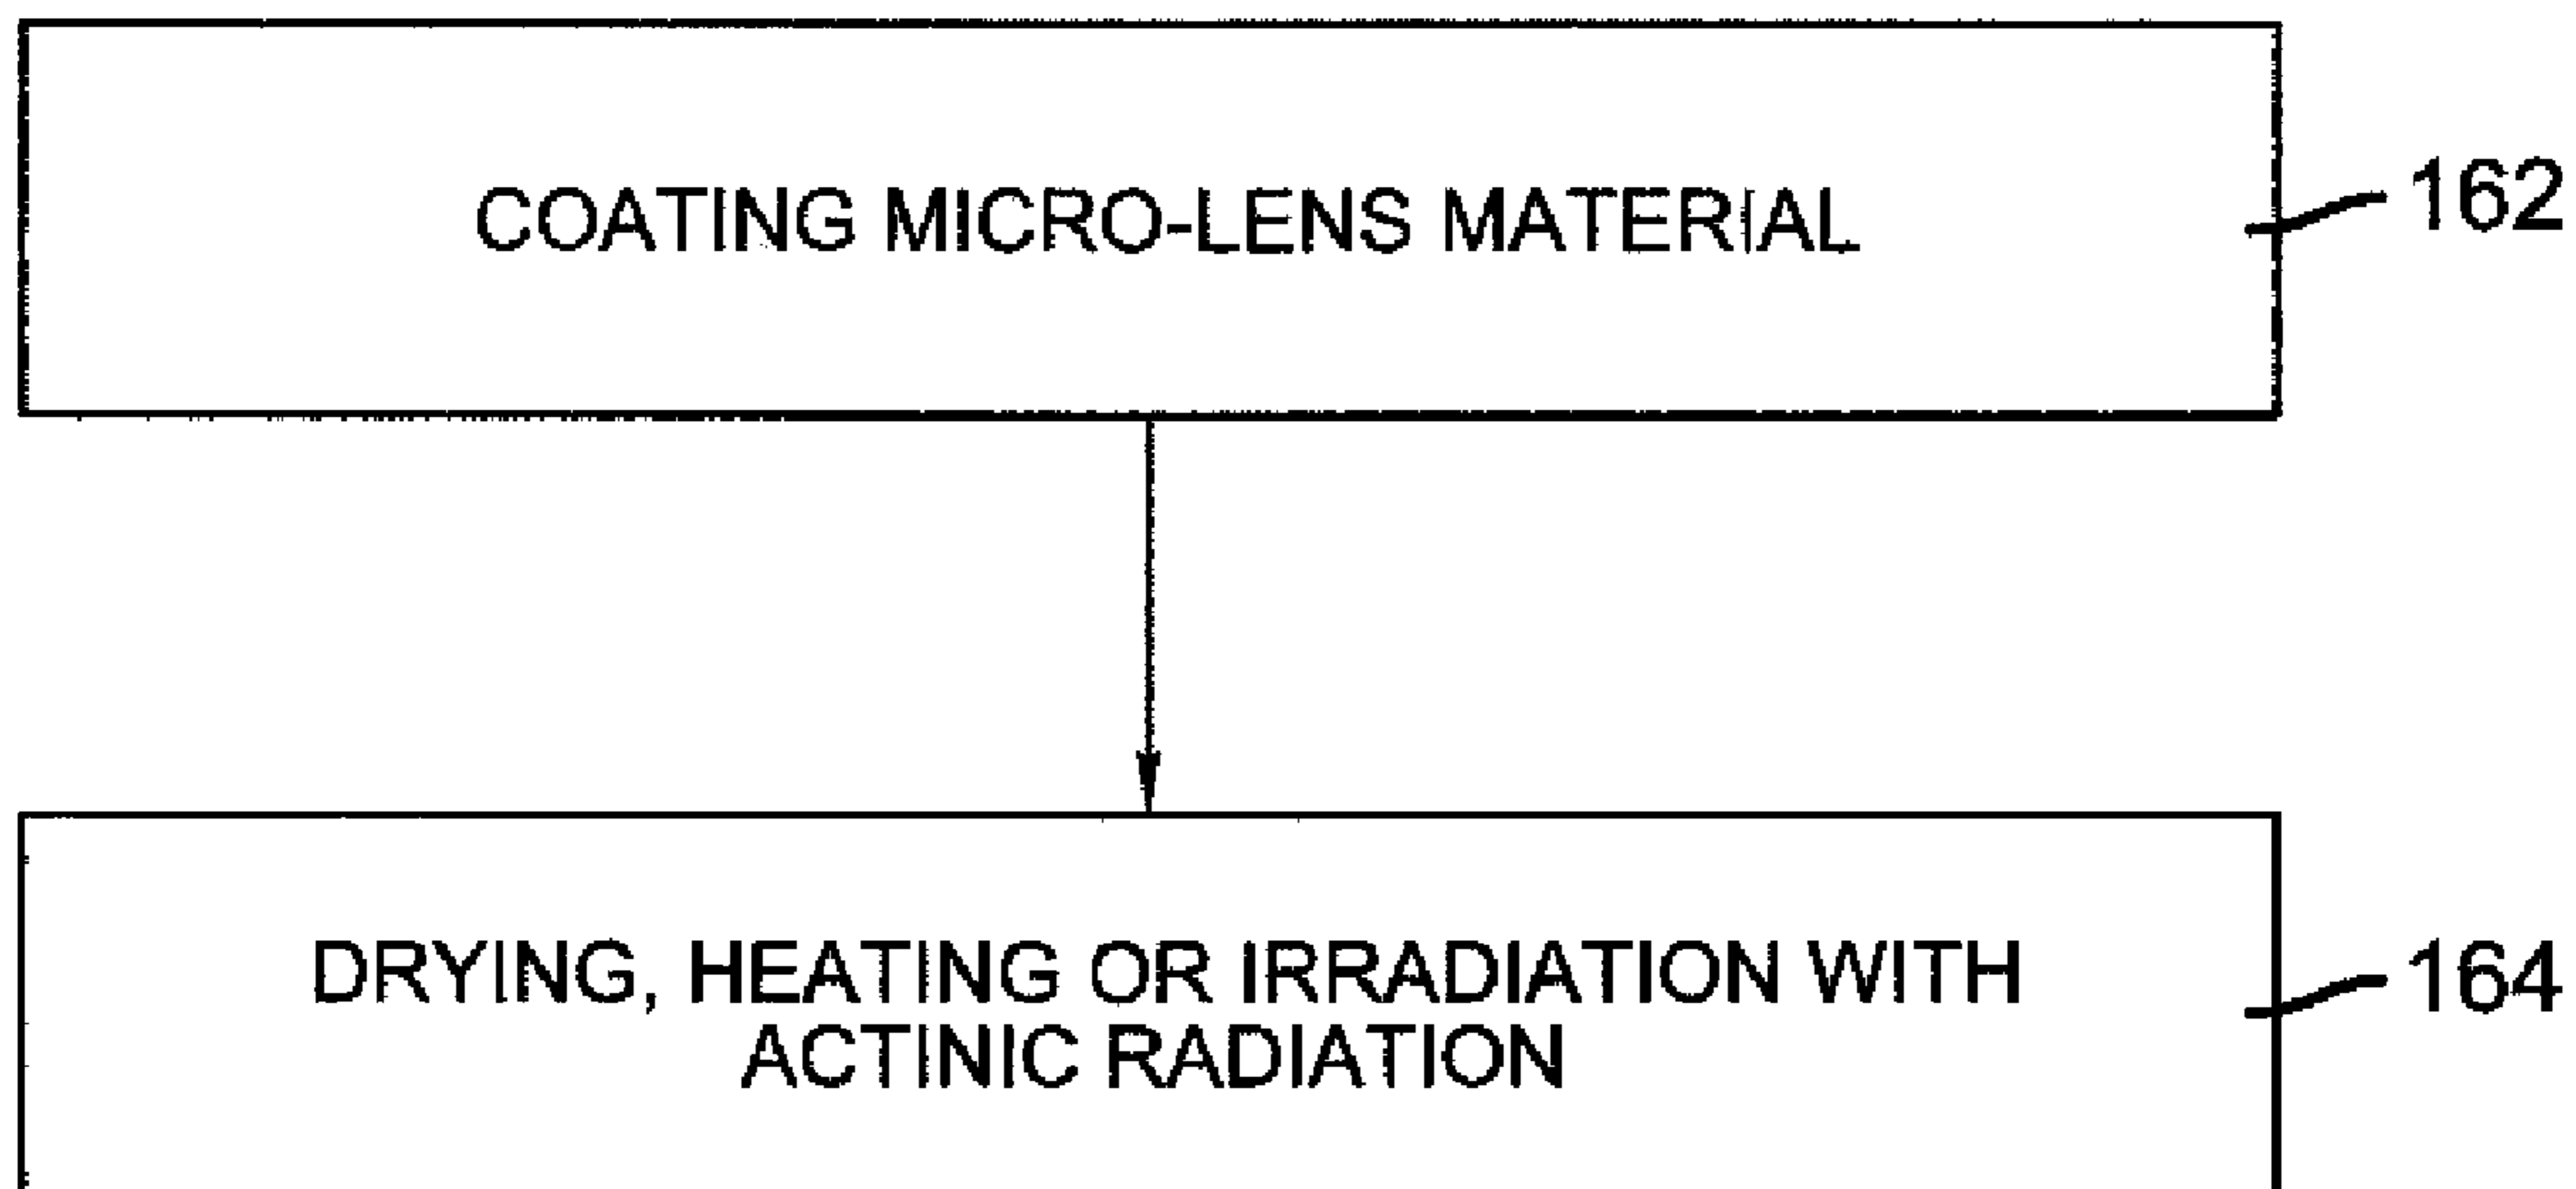 COATING MICRO-LENS MATERIAL
162
DRYING, HEATING OR IRRADIATION WITH
ACTINIC RADIATION
164